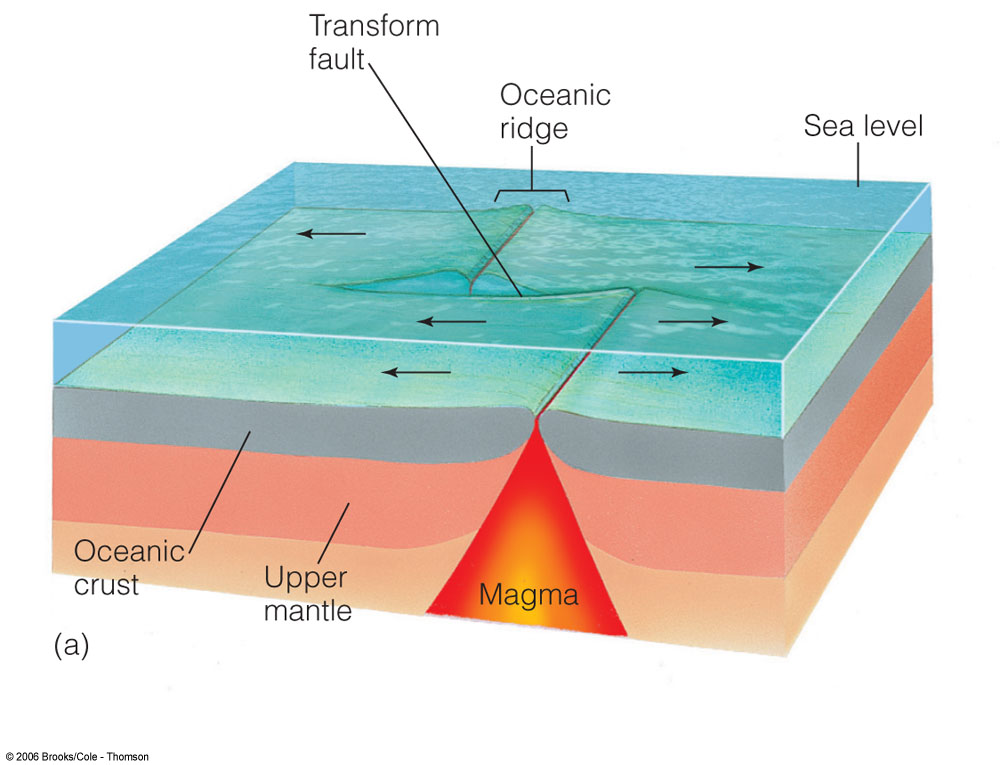 Transform
fault
Oceanic
ridge
Sea level
Oceanic
crust
Upper
mantle
Magma
(a)
© 2006 Brooks/Cole - Thomson